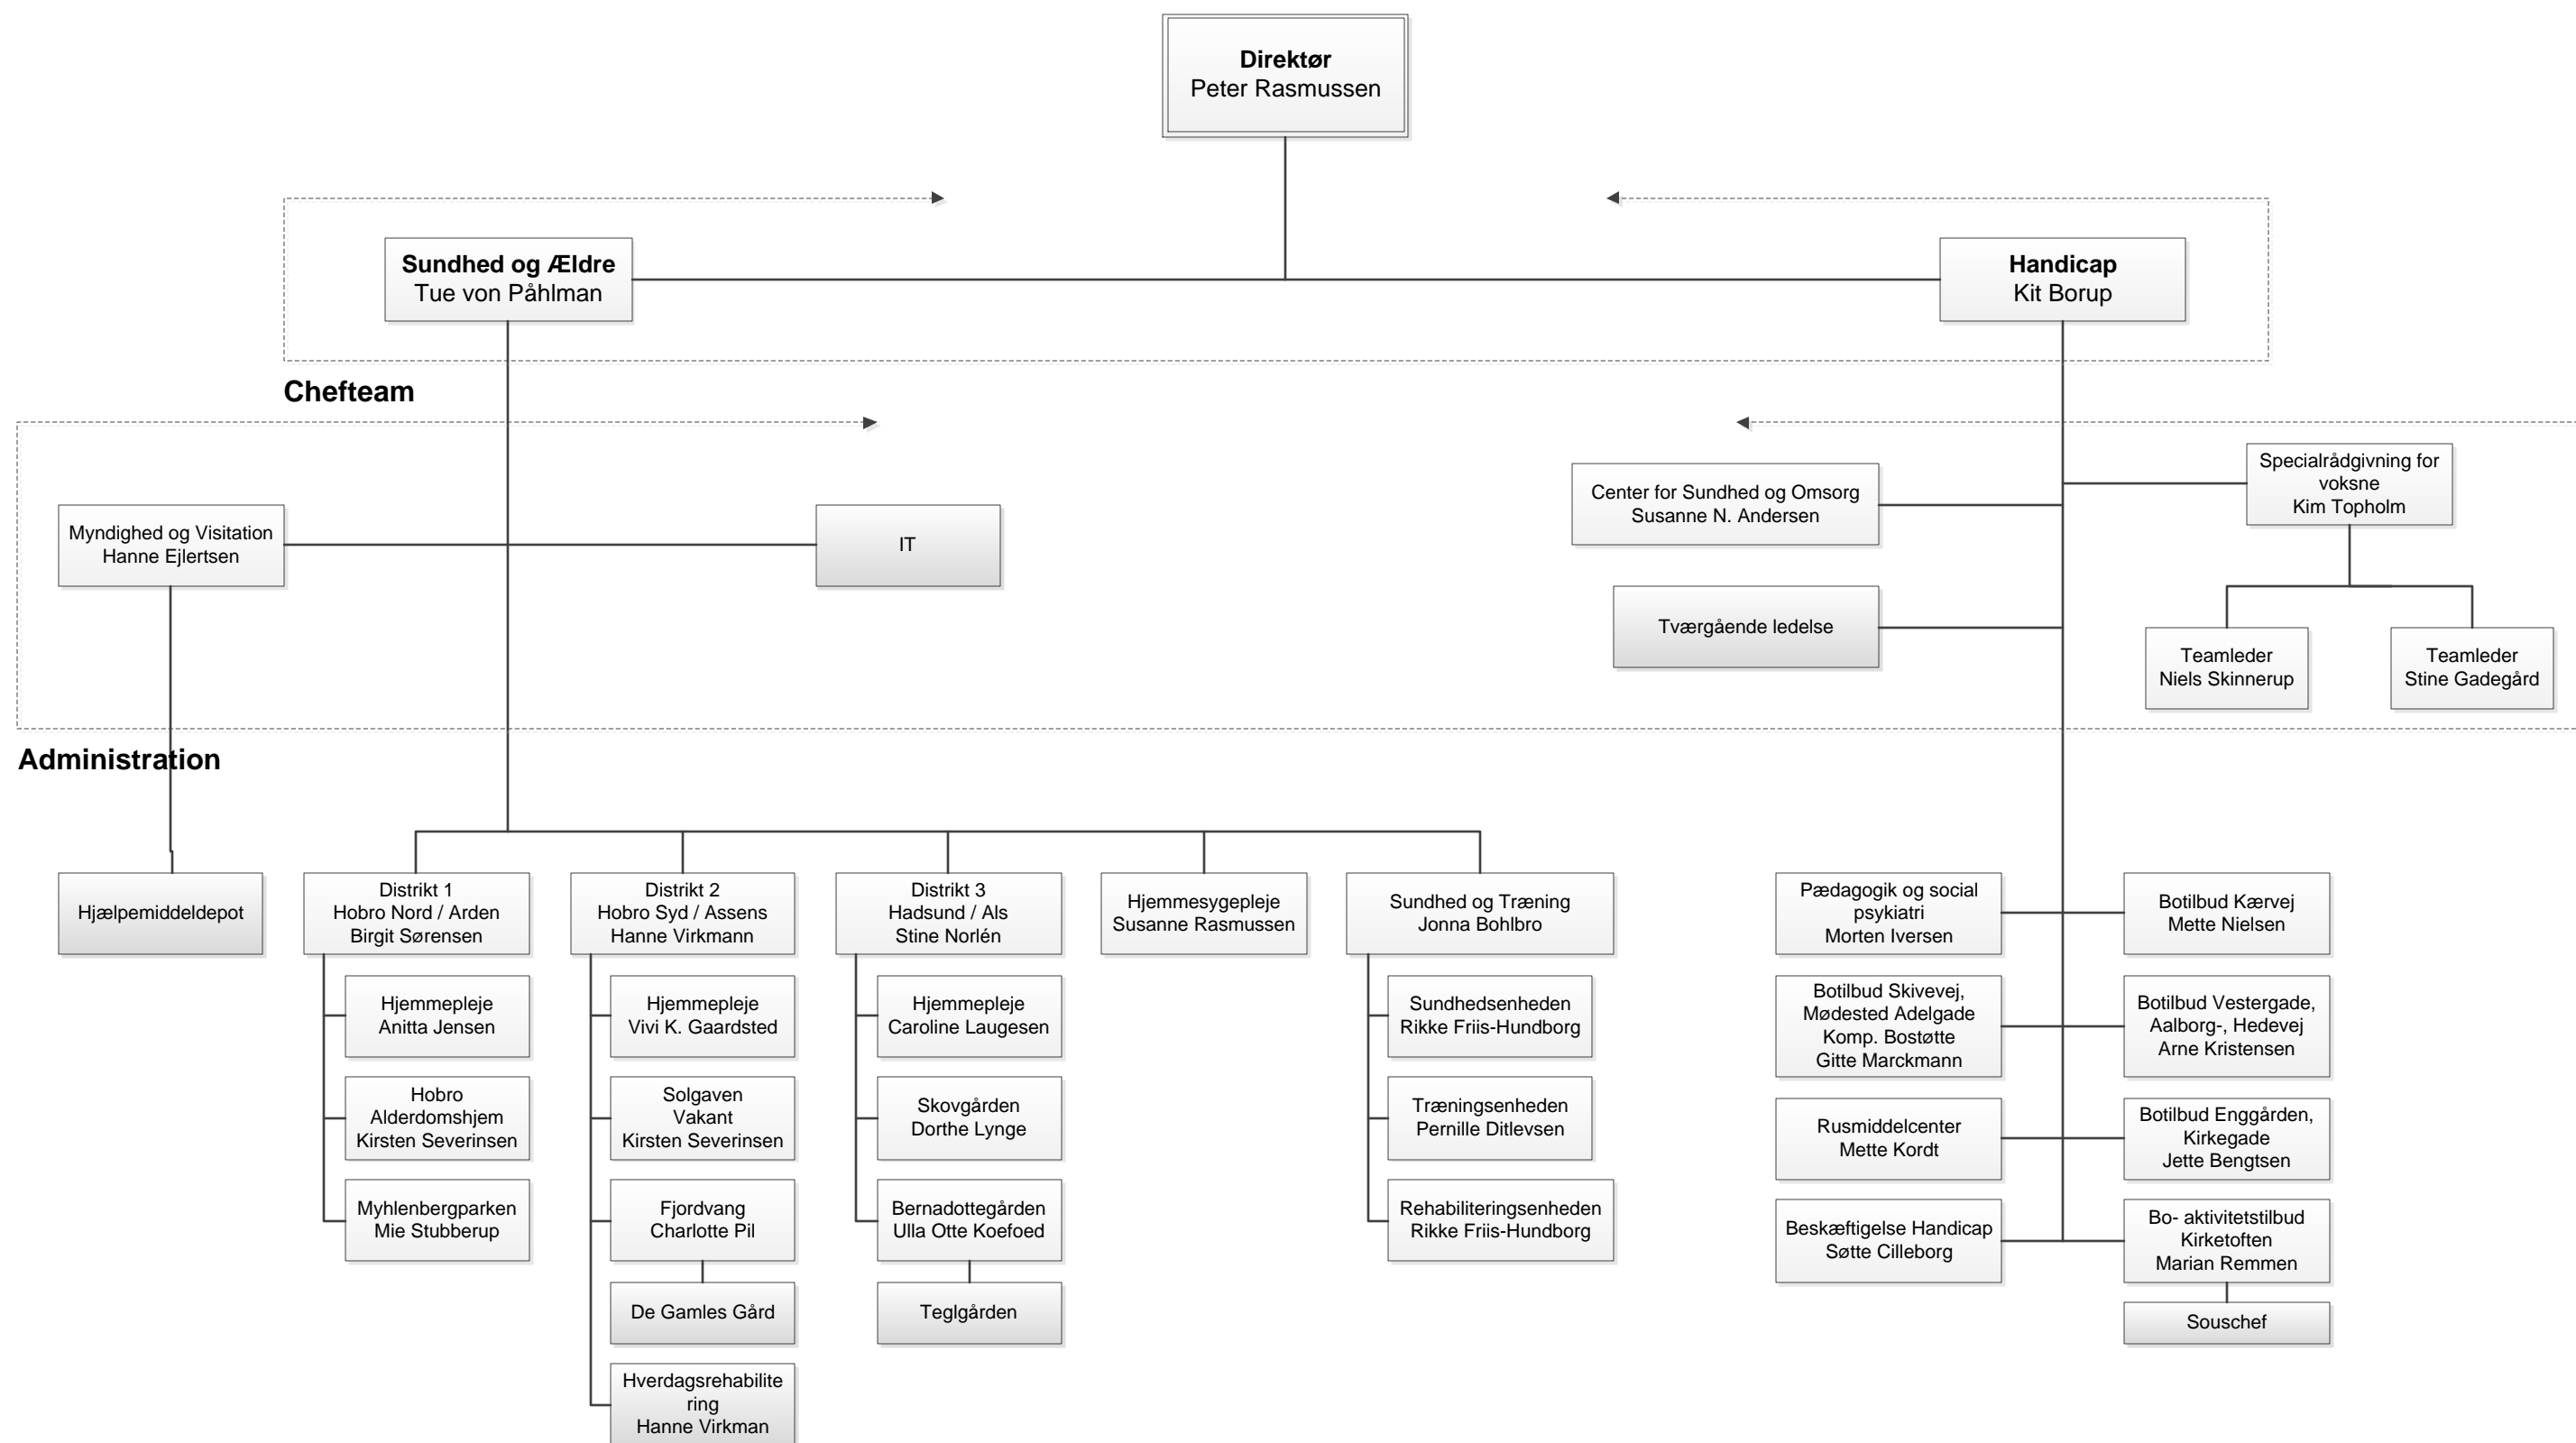 Direktør
Peter Rasmussen
Sundhed og Ældre
Tue von Påhlman
Handicap
Kit Borup
Chefteam
Myndighed og Visitation
Hanne Ejlertsen
IT
Center for Sundhed og Omsorg
Susanne N. Andersen
Tværgående ledelse
Specialrådgivning for
voksne
Kim Topholm
Teamleder
Niels Skinnerup
Teamleder
Stine Gadegård
Administration
Hjælpemiddeldepot
Distrikt 1
Hobro Nord / Arden
Birgit Sørensen
Hjemmepleje
Anitta Jensen
Hobro
Alderdomshjem
Kirsten Severinsen
Myhlenbergparken
Mie Stubberup
Distrikt 2
Hobro Syd / Assens
Hanne Virkmann
Hjemmepleje
Vivi K. Gaardsted
Solgaven
Vakant
Kirsten Severinsen
Fjordvang
Charlotte Pil
De Gamles Gård
Hverdagsrehabilite
ring
Hanne Virkman
Distrikt 3
Hadsund / Als
Stine Norlén
Hjemmepleje
Caroline Laugesen
Skovgården
Dorthe Lynge
Bernadottegården
Ulla Otte Koefoed
Teglgården
Hjemmesygepleje
Susanne Rasmussen
Sundhed og Træning
Jonna Bohlbro
Sundhedsenheden
Rikke Friis-Hundborg
Træningsenheden
Pernille Ditlevsen
Rehabiliteringsenheden
Rikke Friis-Hundborg
Pædagogik og social
psykiatri
Morten Iversen
Botilbud Skivevej,
Mødested Adelgade
Komp. Bostøtte
Gitte Marckmann
Rusmiddelcenter
Mette Kordt
Beskæftigelse Handicap
Søtte Cilleborg
Botilbud Kærvej
Mette Nielsen
Botilbud Vestergade,
Aalborg-, Hedevej
Arne Kristensen
Botilbud Enggården,
Kirkegade
Jette Bengtsen
Bo- aktivitetstilbud
Kirketoften
Marian Remmen
Souschef